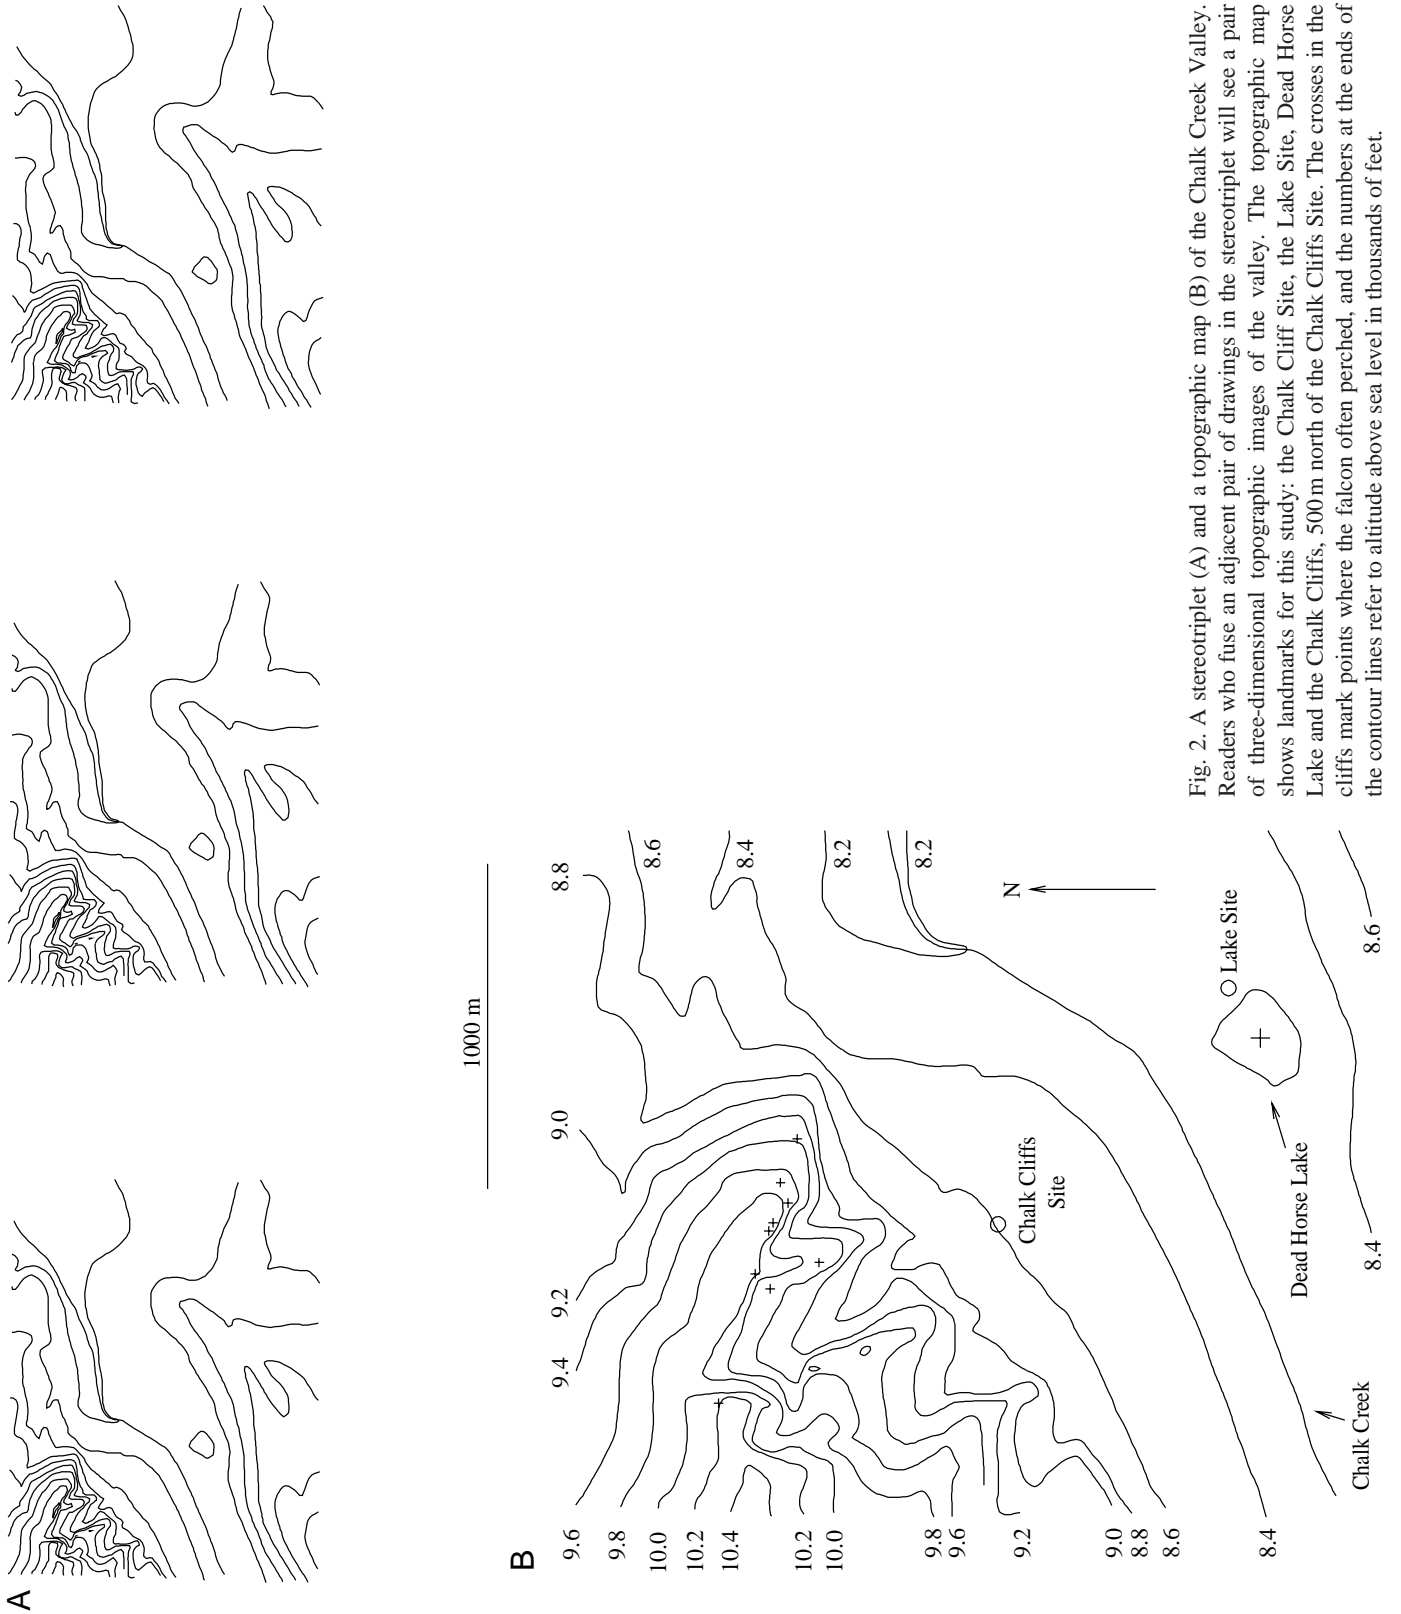 A
B
1000 m
8.8
9.0
9.2
9.4
8.6
8.4
8.2
8.2
N
9.6
9.8
10.0
10.2
10.4
10.2
10.0
9.8
9.6
9.2
9.0
8.8
8.6
8.4
Chalk Cliffs
Site
Lake Site
Dead Horse Lake
Chalk Creek
8.4
8.6
Fig. 2. A stereotriplet (A) and a topographic map (B) of the Chalk Creek Valley.
Readers who fuse an adjacent pair of drawings in the stereotriplet will see a pair
of three-dimensional topographic images of the valley. The topographic map
shows landmarks for this study: the Chalk Cliff Site, the Lake Site, Dead Horse
Lake and the Chalk Cliffs, 500 m north of the Chalk Cliffs Site. The crosses in the
cliffs mark points where the falcon often perched, and the numbers at the ends of
the contour lines refer to altitude above sea level in thousands of feet.